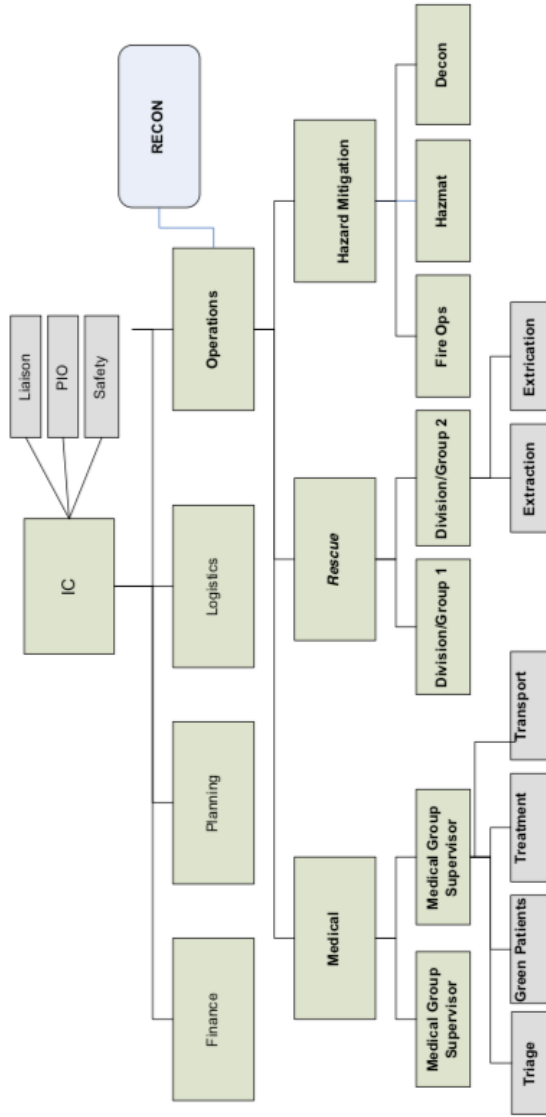 IC
Liaison
PIO
Safety
Finance
Planning
Logistics
Operations
RECON
Medical
Rescue
Hazard Mitigation
Medical Group
Supervisor
Medical Group
Supervisor
Division/Group 1
Division/Group 2
Fire Ops
Hazmat
Decon
Triage
Green Patients
Treatment
Transport
Extraction
Extrication